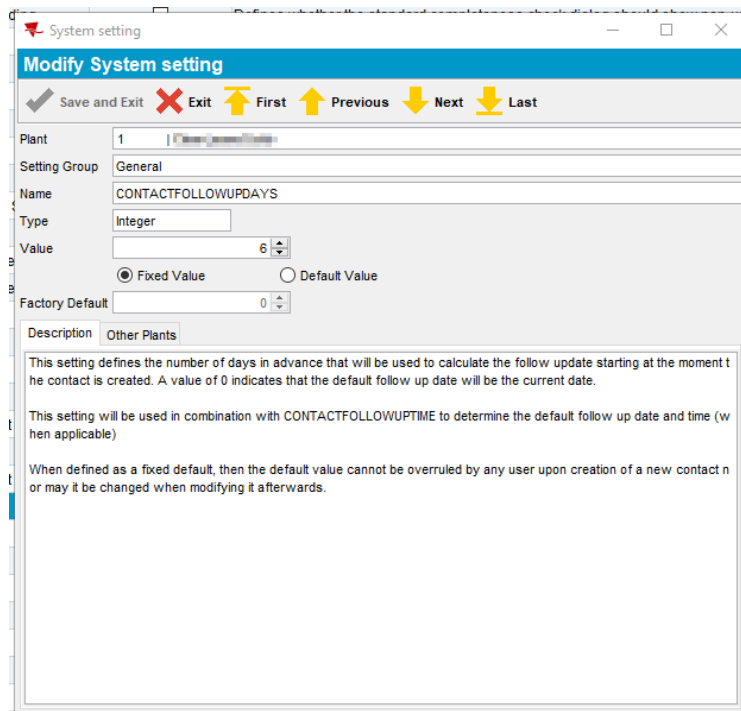 System setting
Modify System setting
Save and Exit Exit First Previous Next Last
Plant 1
Setting Group General
Name CONTACTFOLLOWUPDAYS
Type Integer
Value 6
Fixed Value Default Value
Factory Default 0
Description Other Plants
This setting defines the number of days in advance that will be used to calculate the follow update starting at the moment t
he contact is created. A value of 0 indicates that the default follow up date will be the current date.
This setting will be used in combination with CONTACTFOLLOWUPTIME to determine the default follow up date and time (w
hen applicable)
When defined as a fixed default, then the default value cannot be overruled by any user upon creation of a new contact n
or may it be changed when modifying it afterwards.